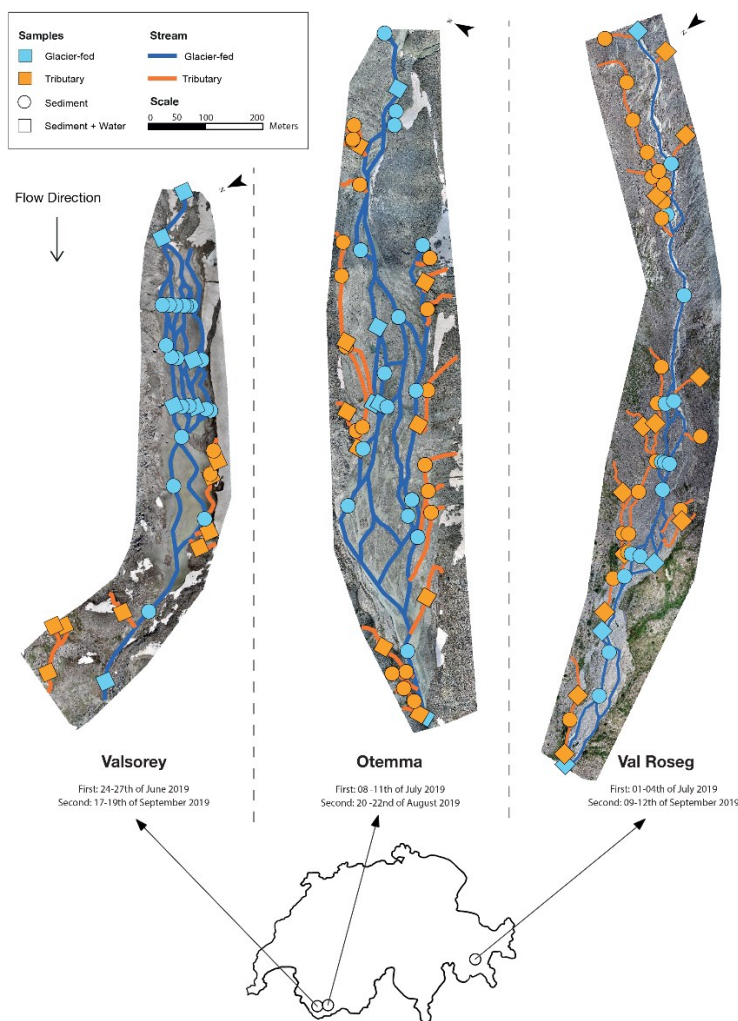 Samples
Glacier-fed
Tributary
Sediment
Sediment + Water
Stream
Glacier-fed
Tributary
Scale
0 50 100 200 Meters
Flow Direction
N
N
N
Valsorey
First: 24-27th of June 2019
Second: 17-19th of September 2019
Otemma
First: 08 -11th of July 2019
Second: 20 -22nd of August 2019
Val Roseg
First: 01-04th of July 2019
Second: 09-12th of September 2019